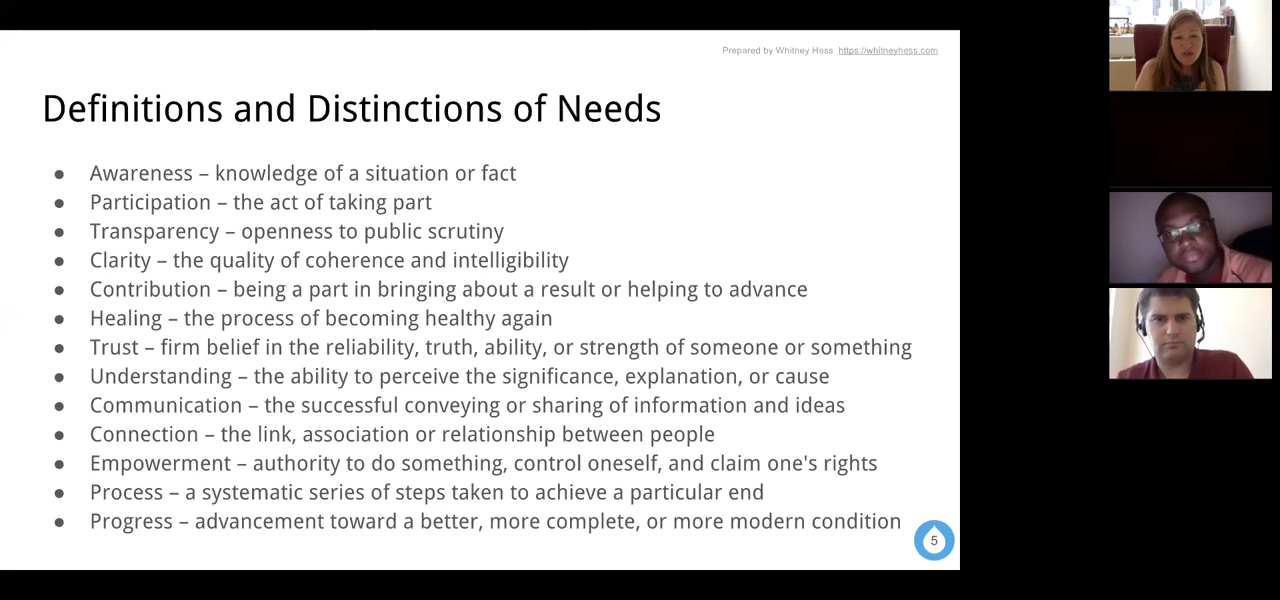 Prepared by Whitney Hess https://whitneyhess.com
Definitions and Distinctions of Needs
● Awareness – knowledge of a situation or fact
● Participation – the act of taking part
● Transparency – openness to public scrutiny
● Clarity – the quality of coherence and intelligibility
● Contribution – being a part in bringing about a result or helping to advance
● Healing – the process of becoming healthy again
● Trust – firm belief in the reliability, truth, ability, or strength of someone or something
● Understanding – the ability to perceive the significance, explanation, or cause
● Communication – the successful conveying or sharing of information and ideas
● Connection – the link, association or relationship between people
● Empowerment – authority to do something, control oneself, and claim one's rights
● Process – a systematic series of steps taken to achieve a particular end
● Progress – advancement toward a better, more complete, or more modern condition
5